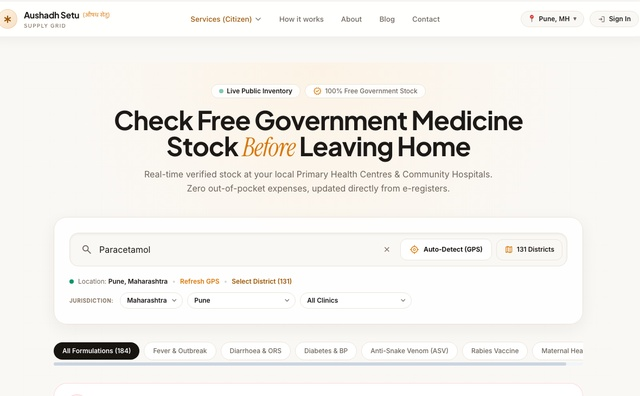 Aushadh Setu (औषध सेतु)
SUPPLY GRID
Services (Citizen)
How it works
About
Blog
Contact
Pune, MH
Sign In
Live Public Inventory
100% Free Government Stock
Check Free Government Medicine
Stock Before Leaving Home
Real-time verified stock at your local Primary Health Centres & Community Hospitals.
Zero out-of-pocket expenses, updated directly from e-registers.
Paracetamol
Auto-Detect (GPS)
131 Districts
Location: Pune, Maharashtra • Refresh GPS • Select District (131)
JURISDICTION:
Maharashtra
Pune
All Clinics
All Formulations (184)
Fever & Outbreak
Diarrhoea & ORS
Diabetes & BP
Anti-Snake Venom (ASV)
Rabies Vaccine
Maternal Hea